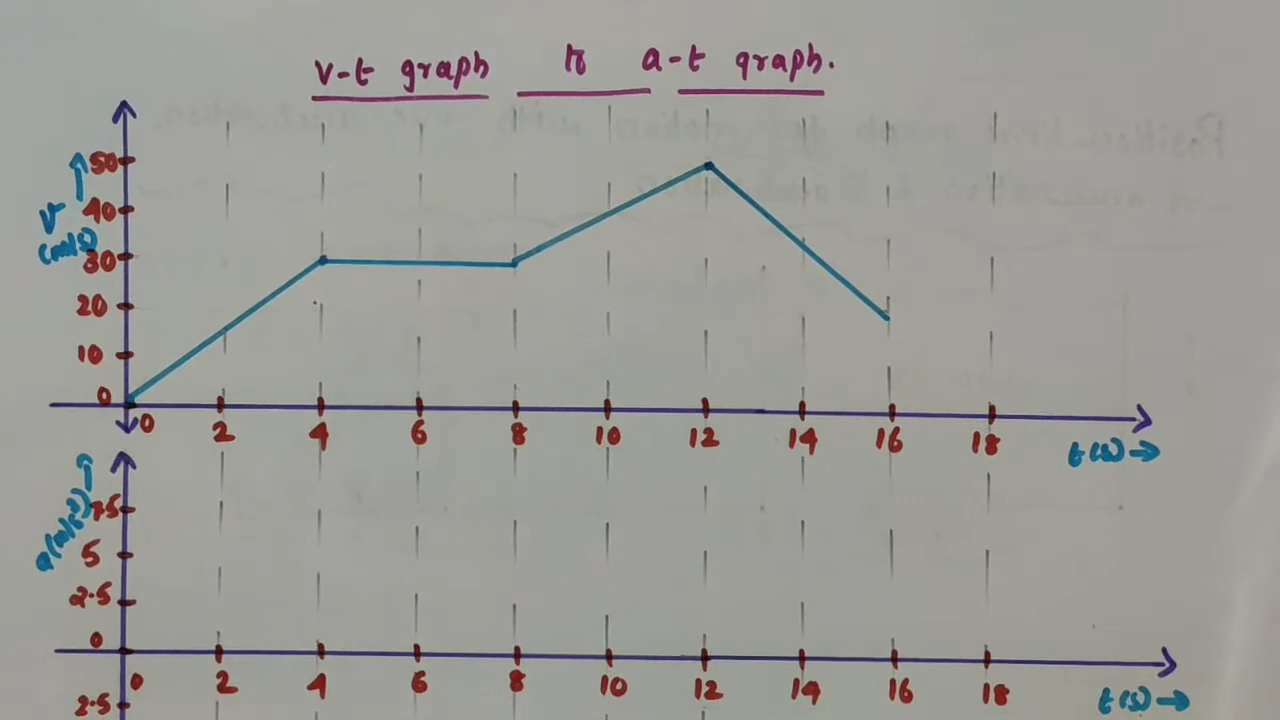 v-t graph to a-t graph.
50
V
40
(m/s)
30
20
10
0
0 2 4 6 8 10 12 14 16 18
t(s)
7.5
5
2.5
0
0 2 4 6 8 10 12 14 16 18
2.5
t(s)